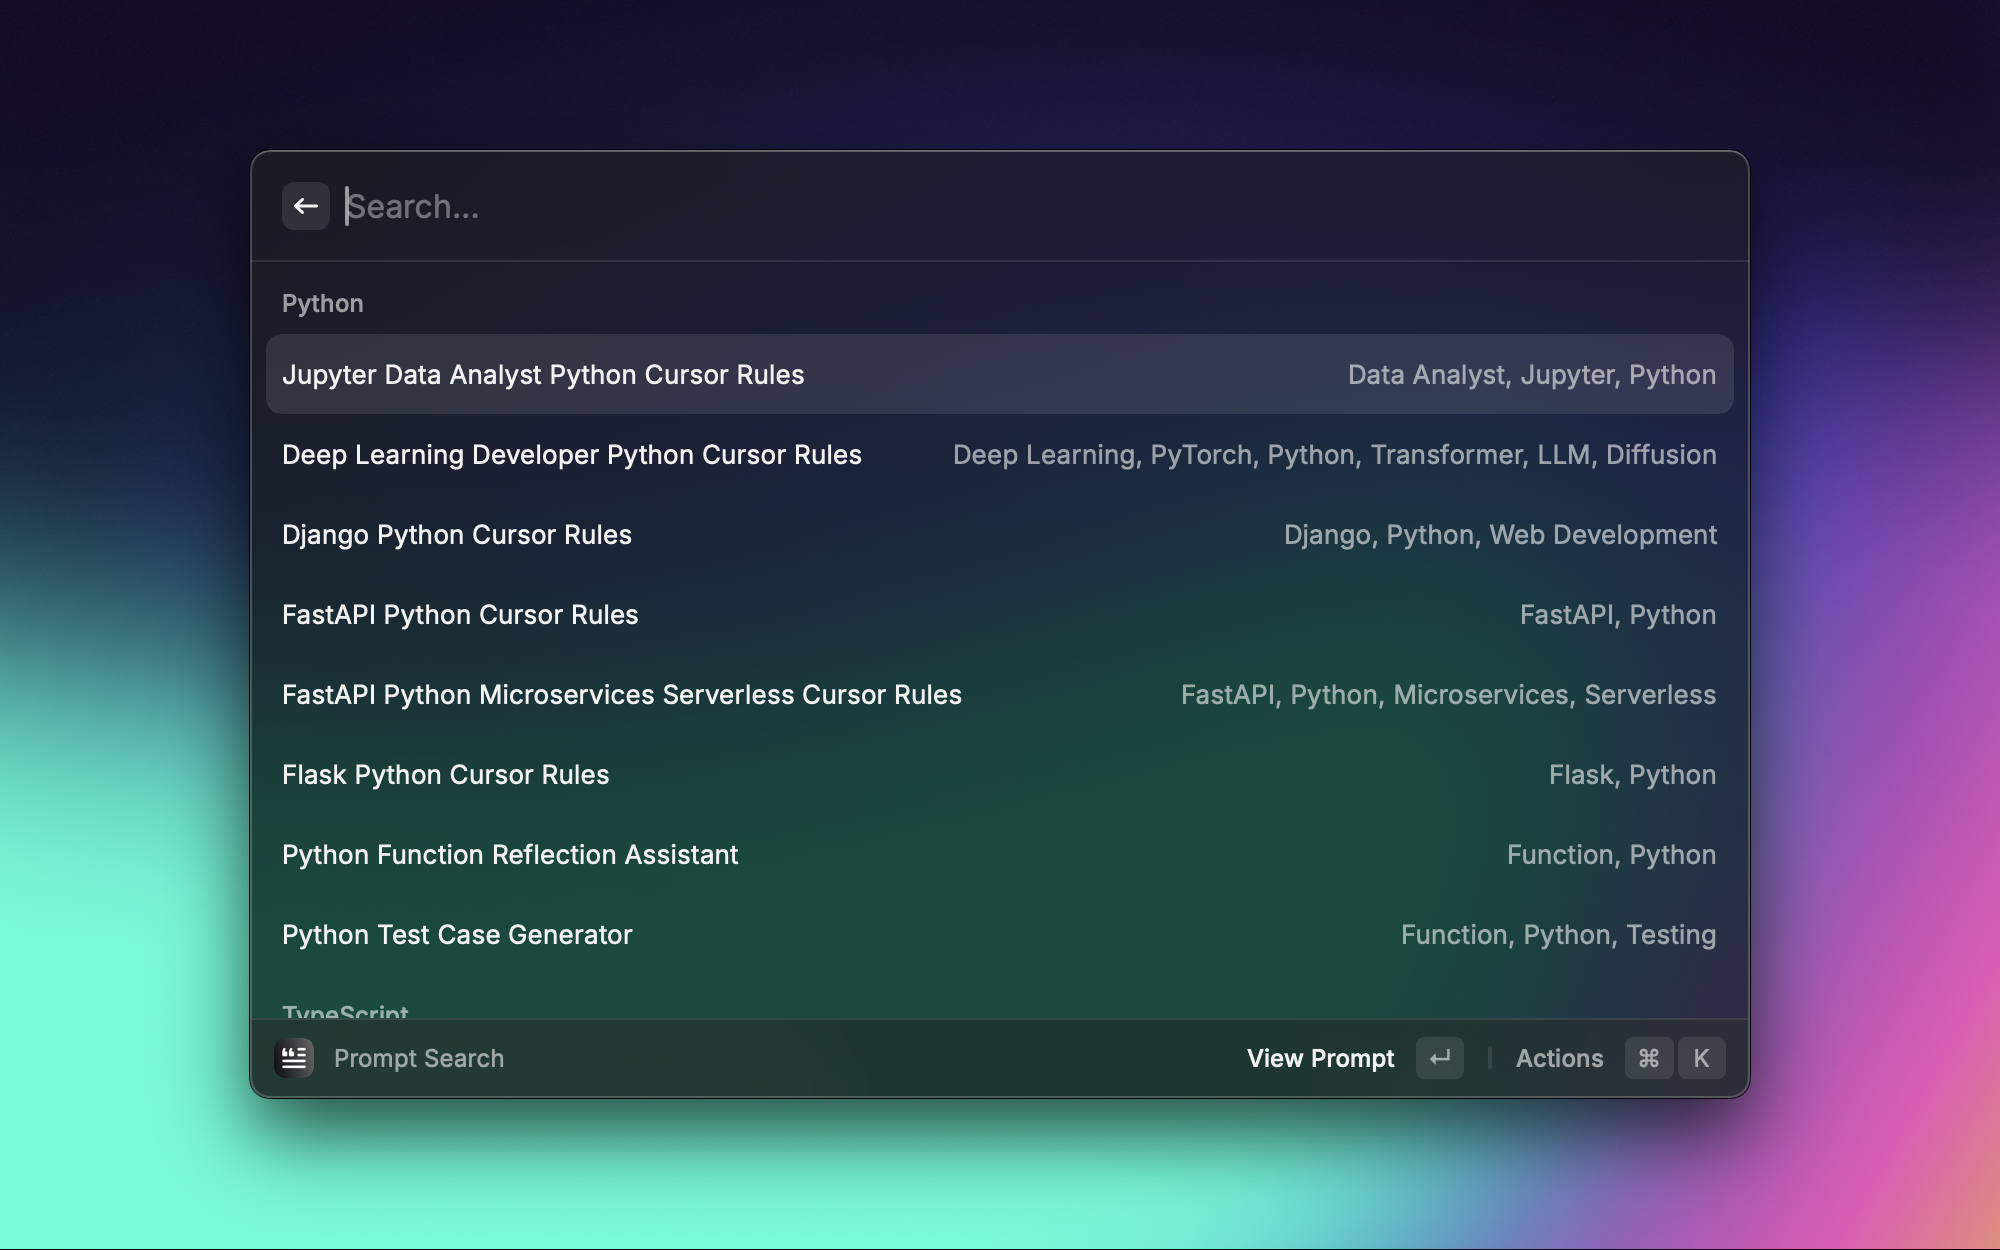 Search...
Python
Jupyter Data Analyst Python Cursor Rules Data Analyst, Jupyter, Python
Deep Learning Developer Python Cursor Rules Deep Learning, PyTorch, Python, Transformer, LLM, Diffusion
Django Python Cursor Rules Django, Python, Web Development
FastAPI Python Cursor Rules FastAPI, Python
FastAPI Python Microservices Serverless Cursor Rules FastAPI, Python, Microservices, Serverless
Flask Python Cursor Rules Flask, Python
Python Function Reflection Assistant Function, Python
Python Test Case Generator Function, Python, Testing
TypeScript
Prompt Search View Prompt ↵ Actions ⌘ K